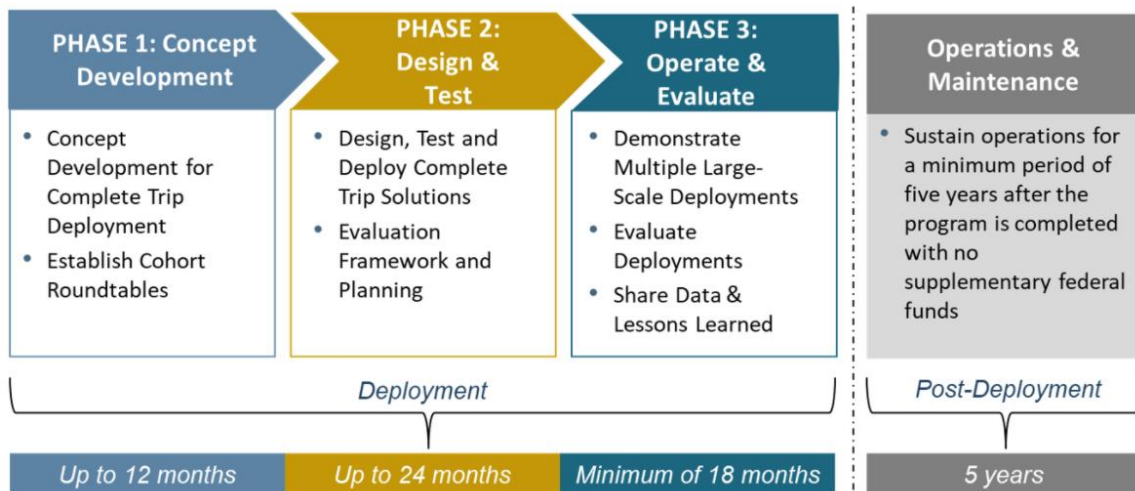 PHASE 1: Concept
Development
PHASE 2:
Design &
Test
PHASE 3:
Operate &
Evaluate
Operations &
Maintenance
• Concept
Development for
Complete Trip
Deployment
• Establish Cohort
Roundtables
• Design, Test and
Deploy Complete
Trip Solutions
• Evaluation
Framework and
Planning
• Demonstrate
Multiple Large-
Scale Deployments
• Evaluate
Deployments
• Share Data &
Lessons Learned
• Sustain operations for
a minimum period of
five years after the
program is completed
with no
supplementary federal
funds
Deployment
Post-Deployment
Up to 12 months
Up to 24 months
Minimum of 18 months
5 years